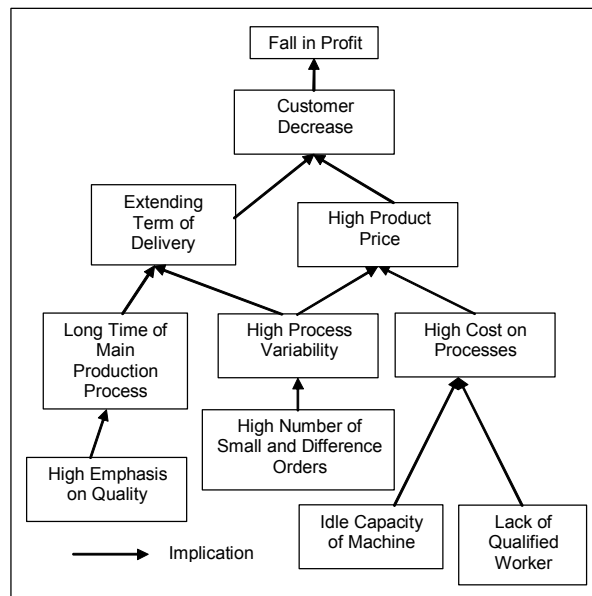 Fall in Profit
Customer
Decrease
Extending
Term of
Delivery
High Product
Price
Long Time of
Main
Production
Process
High Process
Variability
High Cost on
Processes
High Number of
Small and Difference
Orders
High Emphasis
on Quality
Idle Capacity
of Machine
Lack of
Qualified
Worker
Implication